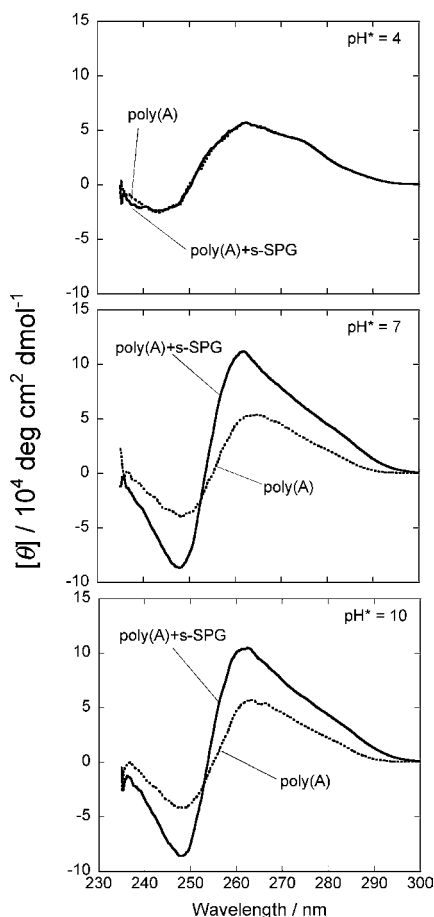 15
10
5
0
-5
-10
pH* = 4
poly(A)
poly(A)+s-SPG
[θ] / 10⁴ deg cm² dmol⁻¹
15
10
5
0
-5
-10
pH* = 7
poly(A)+s-SPG
poly(A)
15
10
5
0
-5
-10
pH* = 10
poly(A)+s-SPG
poly(A)
230 240 250 260 270 280 290 300
Wavelength / nm